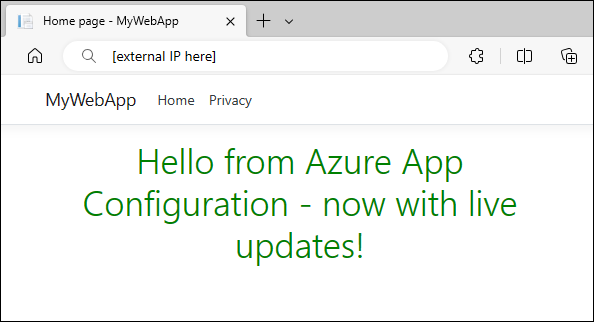 Home page - MyWebApp
[external IP here]
MyWebApp Home Privacy
Hello from Azure App
Configuration - now with live
updates!